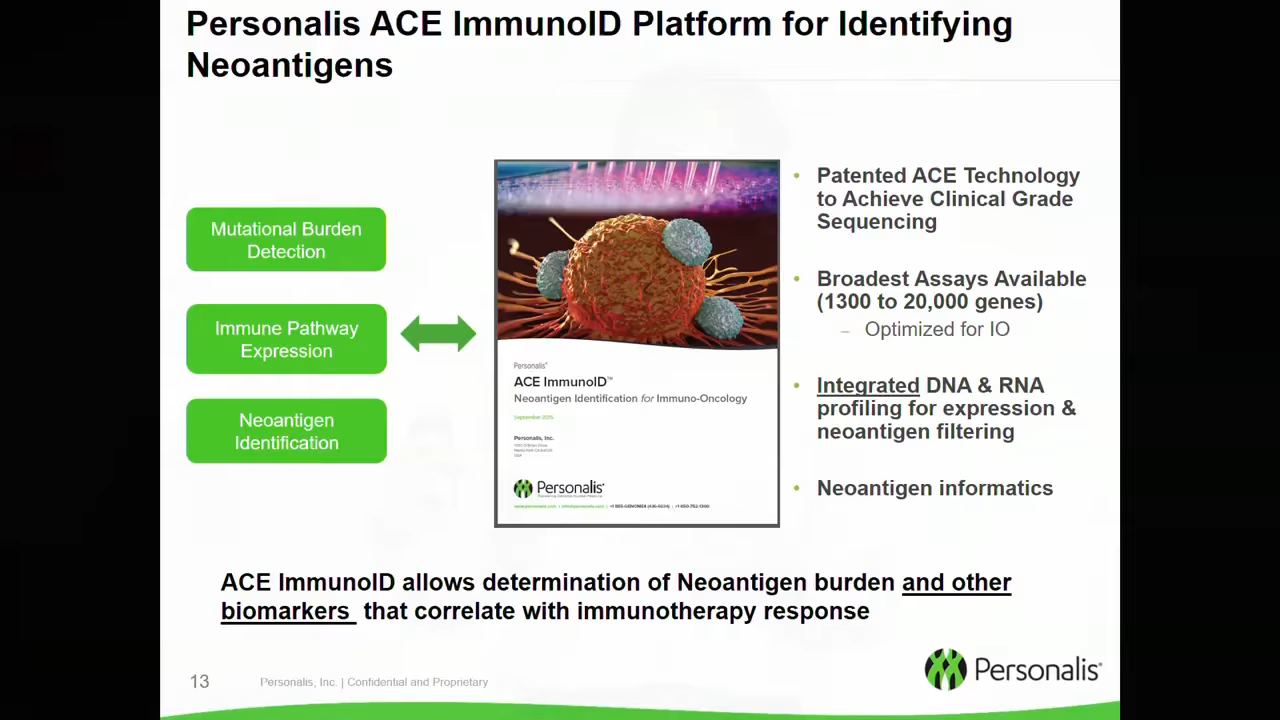 Personalis ACE ImmunoID Platform for Identifying
Neoantigens
Mutational Burden
Detection
Immune Pathway
Expression
Neoantigen
Identification
Personalis®
ACE ImmunoID™
Neoantigen Identification for Immuno-Oncology
September 2015
Personalis, Inc.
USA
Personalis®
• Patented ACE Technology
to Achieve Clinical Grade
Sequencing
• Broadest Assays Available
(1300 to 20,000 genes)
– Optimized for IO
• Integrated DNA & RNA
profiling for expression &
neoantigen filtering
• Neoantigen informatics
ACE ImmunoID allows determination of Neoantigen burden and other
biomarkers that correlate with immunotherapy response
13
Personalis, Inc. | Confidential and Proprietary
Personalis®